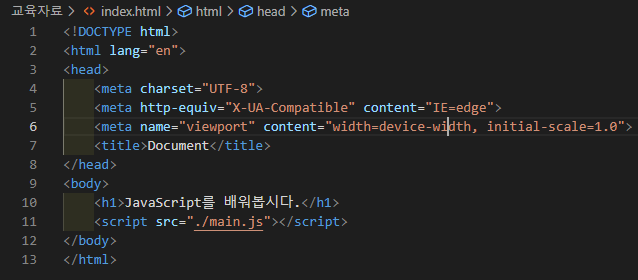 교육자료 > <> index.html > html > head > meta
1 <!DOCTYPE html>
2 <html lang="en">
3 <head>
4 <meta charset="UTF-8">
5 <meta http-equiv="X-UA-Compatible" content="IE=edge">
6 <meta name="viewport" content="width=device-width, initial-scale=1.0">
7 <title>Document</title>
8 </head>
9 <body>
10 <h1>JavaScript를 배워봅시다.</h1>
11 <script src="./main.js"></script>
12 </body>
13 </html>